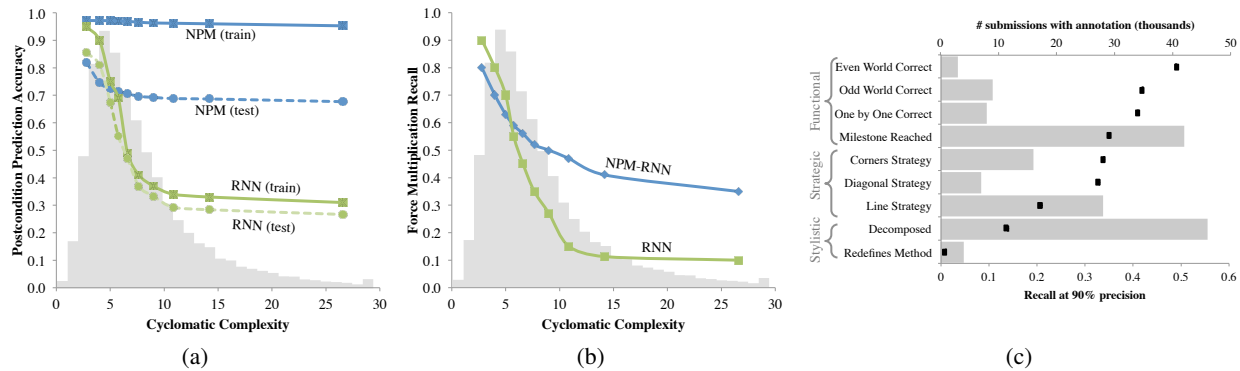 1.0
0.9
0.8
0.7
0.6
0.5
0.4
0.3
0.2
0.1
0.0
Postcondition Prediction Accuracy
NPM (train)
NPM (test)
RNN (train)
RNN (test)
0 5 10 15 20 25 30
Cyclomatic Complexity
(a)
1.0
0.9
0.8
0.7
0.6
0.5
0.4
0.3
0.2
0.1
0.0
Force Multiplication Recall
NPM-RNN
RNN
0 5 10 15 20 25 30
Cyclomatic Complexity
(b)
# submissions with annotation (thousands)
0 10 20 30 40 50
Functional
Even World Correct
Odd World Correct
One by One Correct
Milestone Reached
Strategic
Corners Strategy
Diagonal Strategy
Line Strategy
Stylistic
Decomposed
Redefines Method
0 0.1 0.2 0.3 0.4 0.5 0.6
Recall at 90% precision
(c)